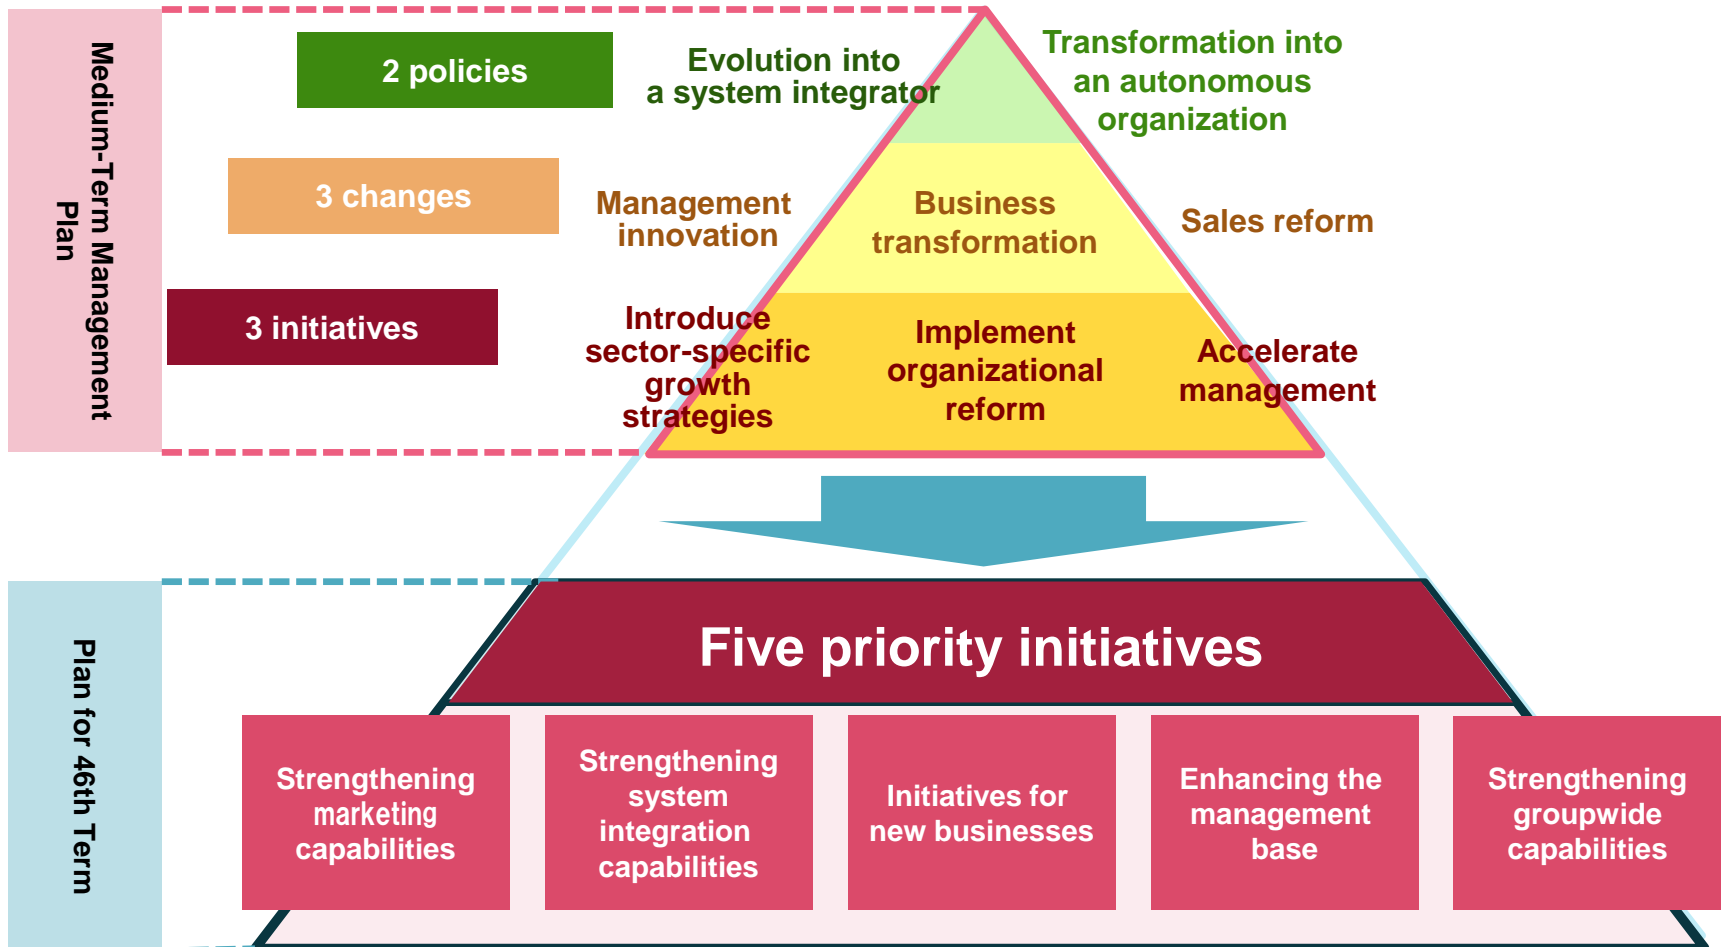 Medium-Term Management
Plan
2 policies
Evolution into
a system integrator
Transformation into
an autonomous
organization
3 changes
Management
innovation
Business
transformation
Sales reform
3 initiatives
Introduce
sector-specific
growth
strategies
Implement
organizational
reform
Accelerate
management
Plan for 46th Term
Five priority initiatives
Strengthening
marketing
capabilities
Strengthening
system
integration
capabilities
Initiatives for
new businesses
Enhancing the
management
base
Strengthening
groupwide
capabilities